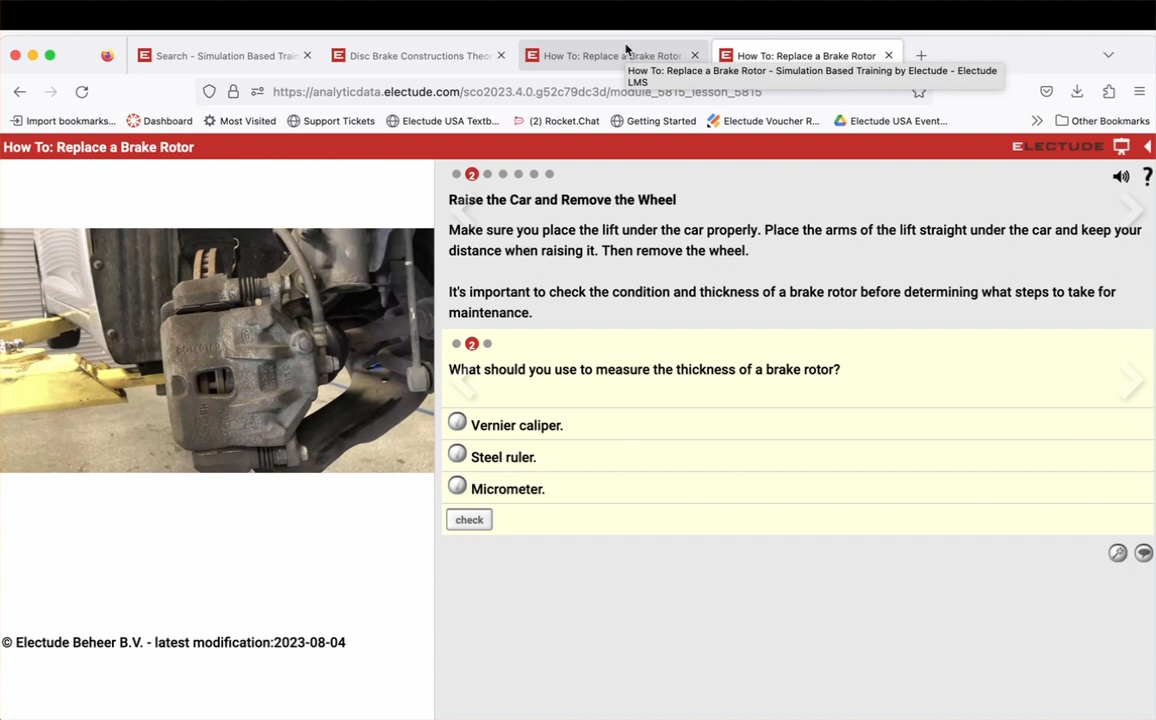 Search – Simulation Based Train
Disc Brake Constructions Theor
How To: Replace a Brake Rotor
How To: Replace a Brake Rotor
How To: Replace a Brake Rotor - Simulation Based Training by Electude - Electude
LMS
https://analyticdata.electude.com/sco2023.4.0.g52c79dc3d/module_5815_lesson_5815
Import bookmarks...
Dashboard
Most Visited
Support Tickets
Electude USA Textb...
(2) Rocket.Chat
Getting Started
Electude Voucher R...
Electude USA Event...
Other Bookmarks
How To: Replace a Brake Rotor
ELECTUDE
2
Raise the Car and Remove the Wheel
Make sure you place the lift under the car properly. Place the arms of the lift straight under the car and keep your
distance when raising it. Then remove the wheel.
It's important to check the condition and thickness of a brake rotor before determining what steps to take for
maintenance.
2
What should you use to measure the thickness of a brake rotor?
Vernier caliper.
Steel ruler.
Micrometer.
check
© Electude Beheer B.V. - latest modification:2023-08-04